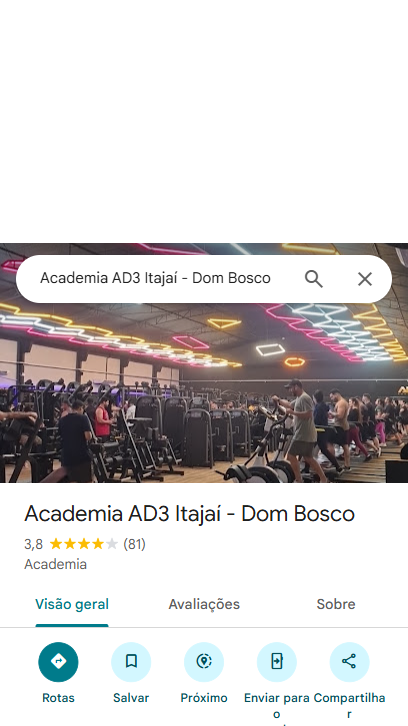 Academia AD3 Itajaí - Dom Bosco
Academia AD3 Itajaí - Dom Bosco
3,8 (81)
Academia
Visão geral Avaliações Sobre
Rotas Salvar Próximo Enviar para o Compartilhar